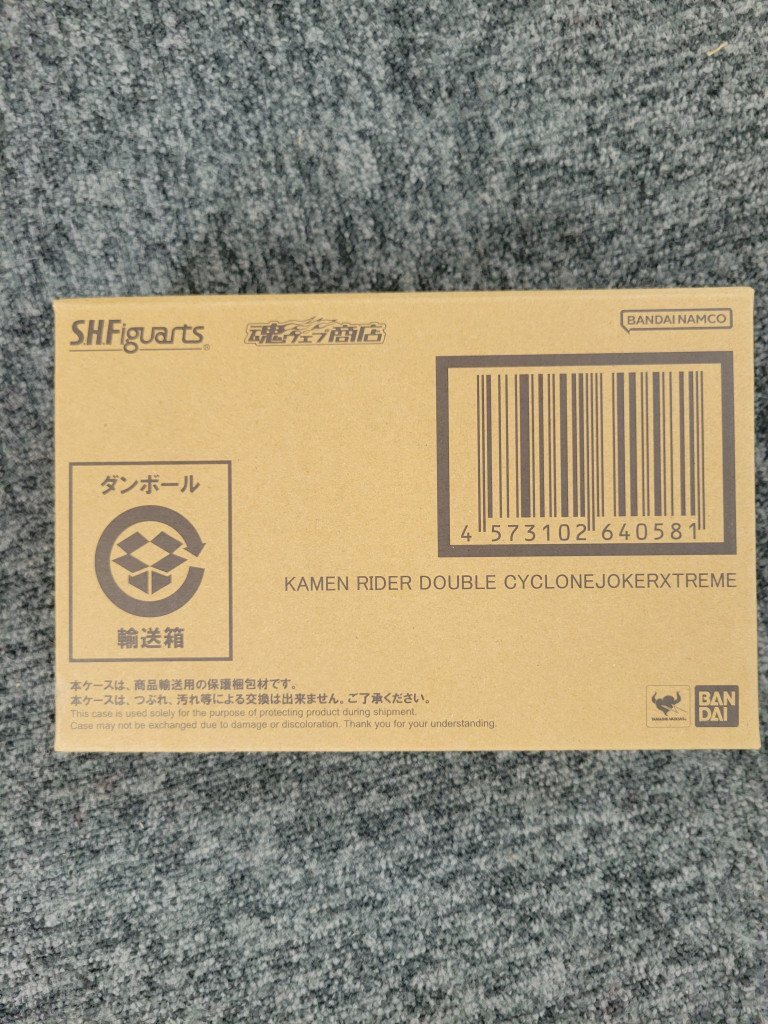 S.H.Figuarts®
魂ウェブ商店
BANDAI NAMCO
4 573102 640581
KAMEN RIDER DOUBLE CYCLONEJOKERXTREME
ダンボール
輸送箱
本ケースは、商品輸送用の保護梱包材です。
本ケースは、つぶれ、汚れ等による交換は出来ません。ご了承ください。
This case is used solely for the purpose of protecting product during shipment.
Case may not be exchanged due to damage or discoloration. Thank you for your understanding.
TAMASHII NATIONS
BAN
DAI